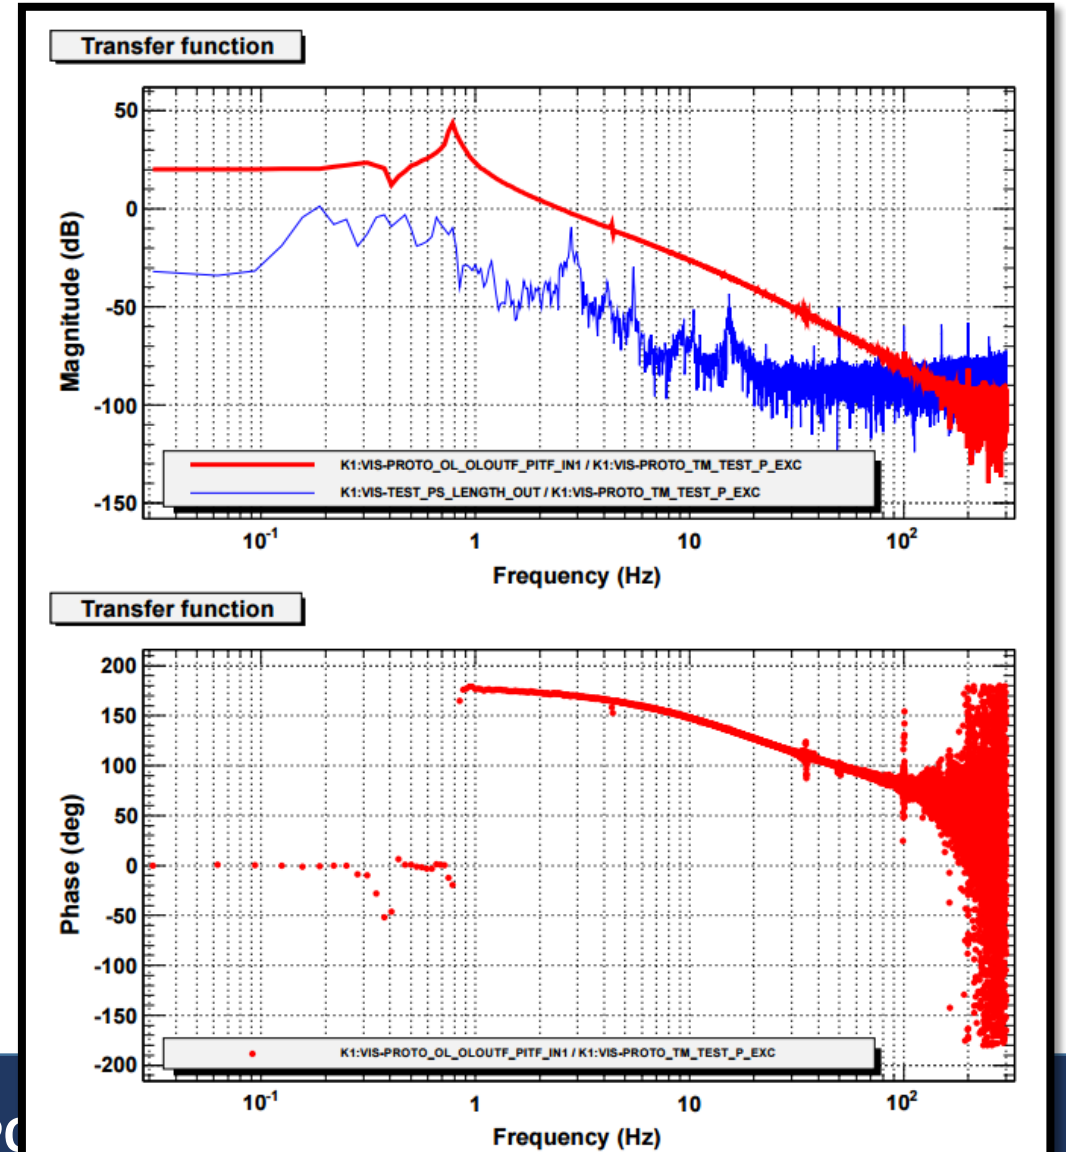 Transfer function
50
0
-50
-100
-150
Magnitude (dB)
K1:VIS-PROTO_OL_OLOUTF_PITF_IN1 / K1:VIS-PROTO_TM_TEST_P_EXC
K1:VIS-TEST_PS_LENGTH_OUT / K1:VIS-PROTO_TM_TEST_P_EXC
10-1 1 10 102
Frequency (Hz)
Transfer function
200
150
100
50
0
-50
-100
-150
-200
Phase (deg)
K1:VIS-PROTO_OL_OLOUTF_PITF_IN1 / K1:VIS-PROTO_TM_TEST_P_EXC
10-1 1 10 102
Frequency (Hz)